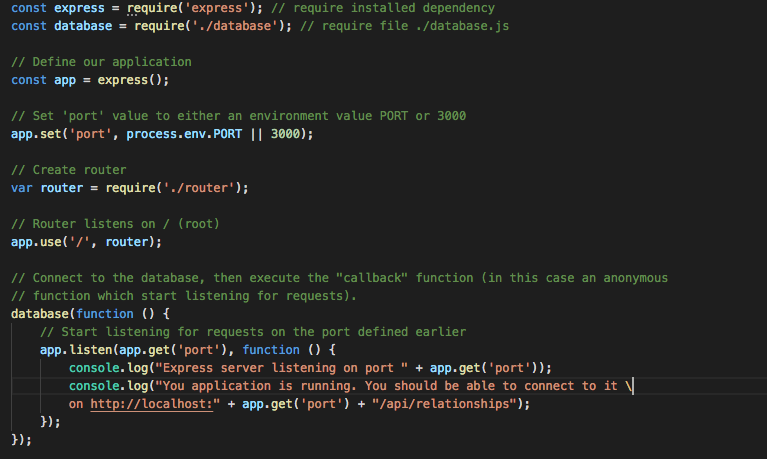 const express = require('express'); // require installed dependency
const database = require('./database'); // require file ./database.js
// Define our application
const app = express();
// Set 'port' value to either an environment value PORT or 3000
app.set('port', process.env.PORT || 3000);
// Create router
var router = require('./router');
// Router listens on / (root)
app.use('/', router);
// Connect to the database, then execute the "callback" function (in this case an anonymous
// function which start listening for requests).
database(function () {
    // Start listening for requests on the port defined earlier
    app.listen(app.get('port'), function () {
        console.log("Express server listening on port " + app.get('port'));
        console.log("You application is running. You should be able to connect to it \
        on http://localhost:" + app.get('port') + "/api/relationships");
    });
});